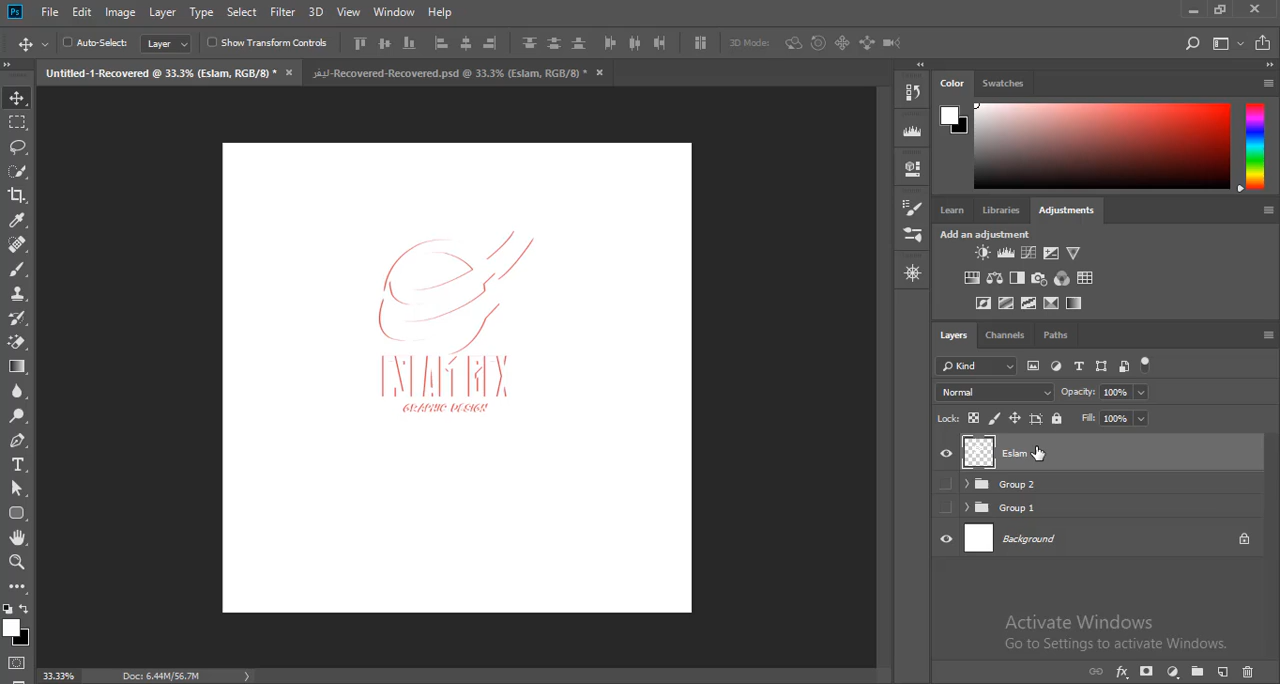 Ps File Edit Image Layer Type Select Filter 3D View Window Help
Auto-Select: Layer Show Transform Controls 3D Mode:
Untitled-1-Recovered @ 33.3% (Eslam, RGB/8) * × ليقر-Recovered-Recovered.psd @ 33.3% (Eslam, RGB/8) * ×
Color Swatches
Learn Libraries Adjustments
Add an adjustment
Layers Channels Paths
Kind
Normal Opacity: 100%
Lock: Fill: 100%
Eslam
Group 2
Group 1
Background
GRAPHIC DESIGN
Activate Windows
Go to Settings to activate Windows.
33.33% Doc: 6.44M/56.7M